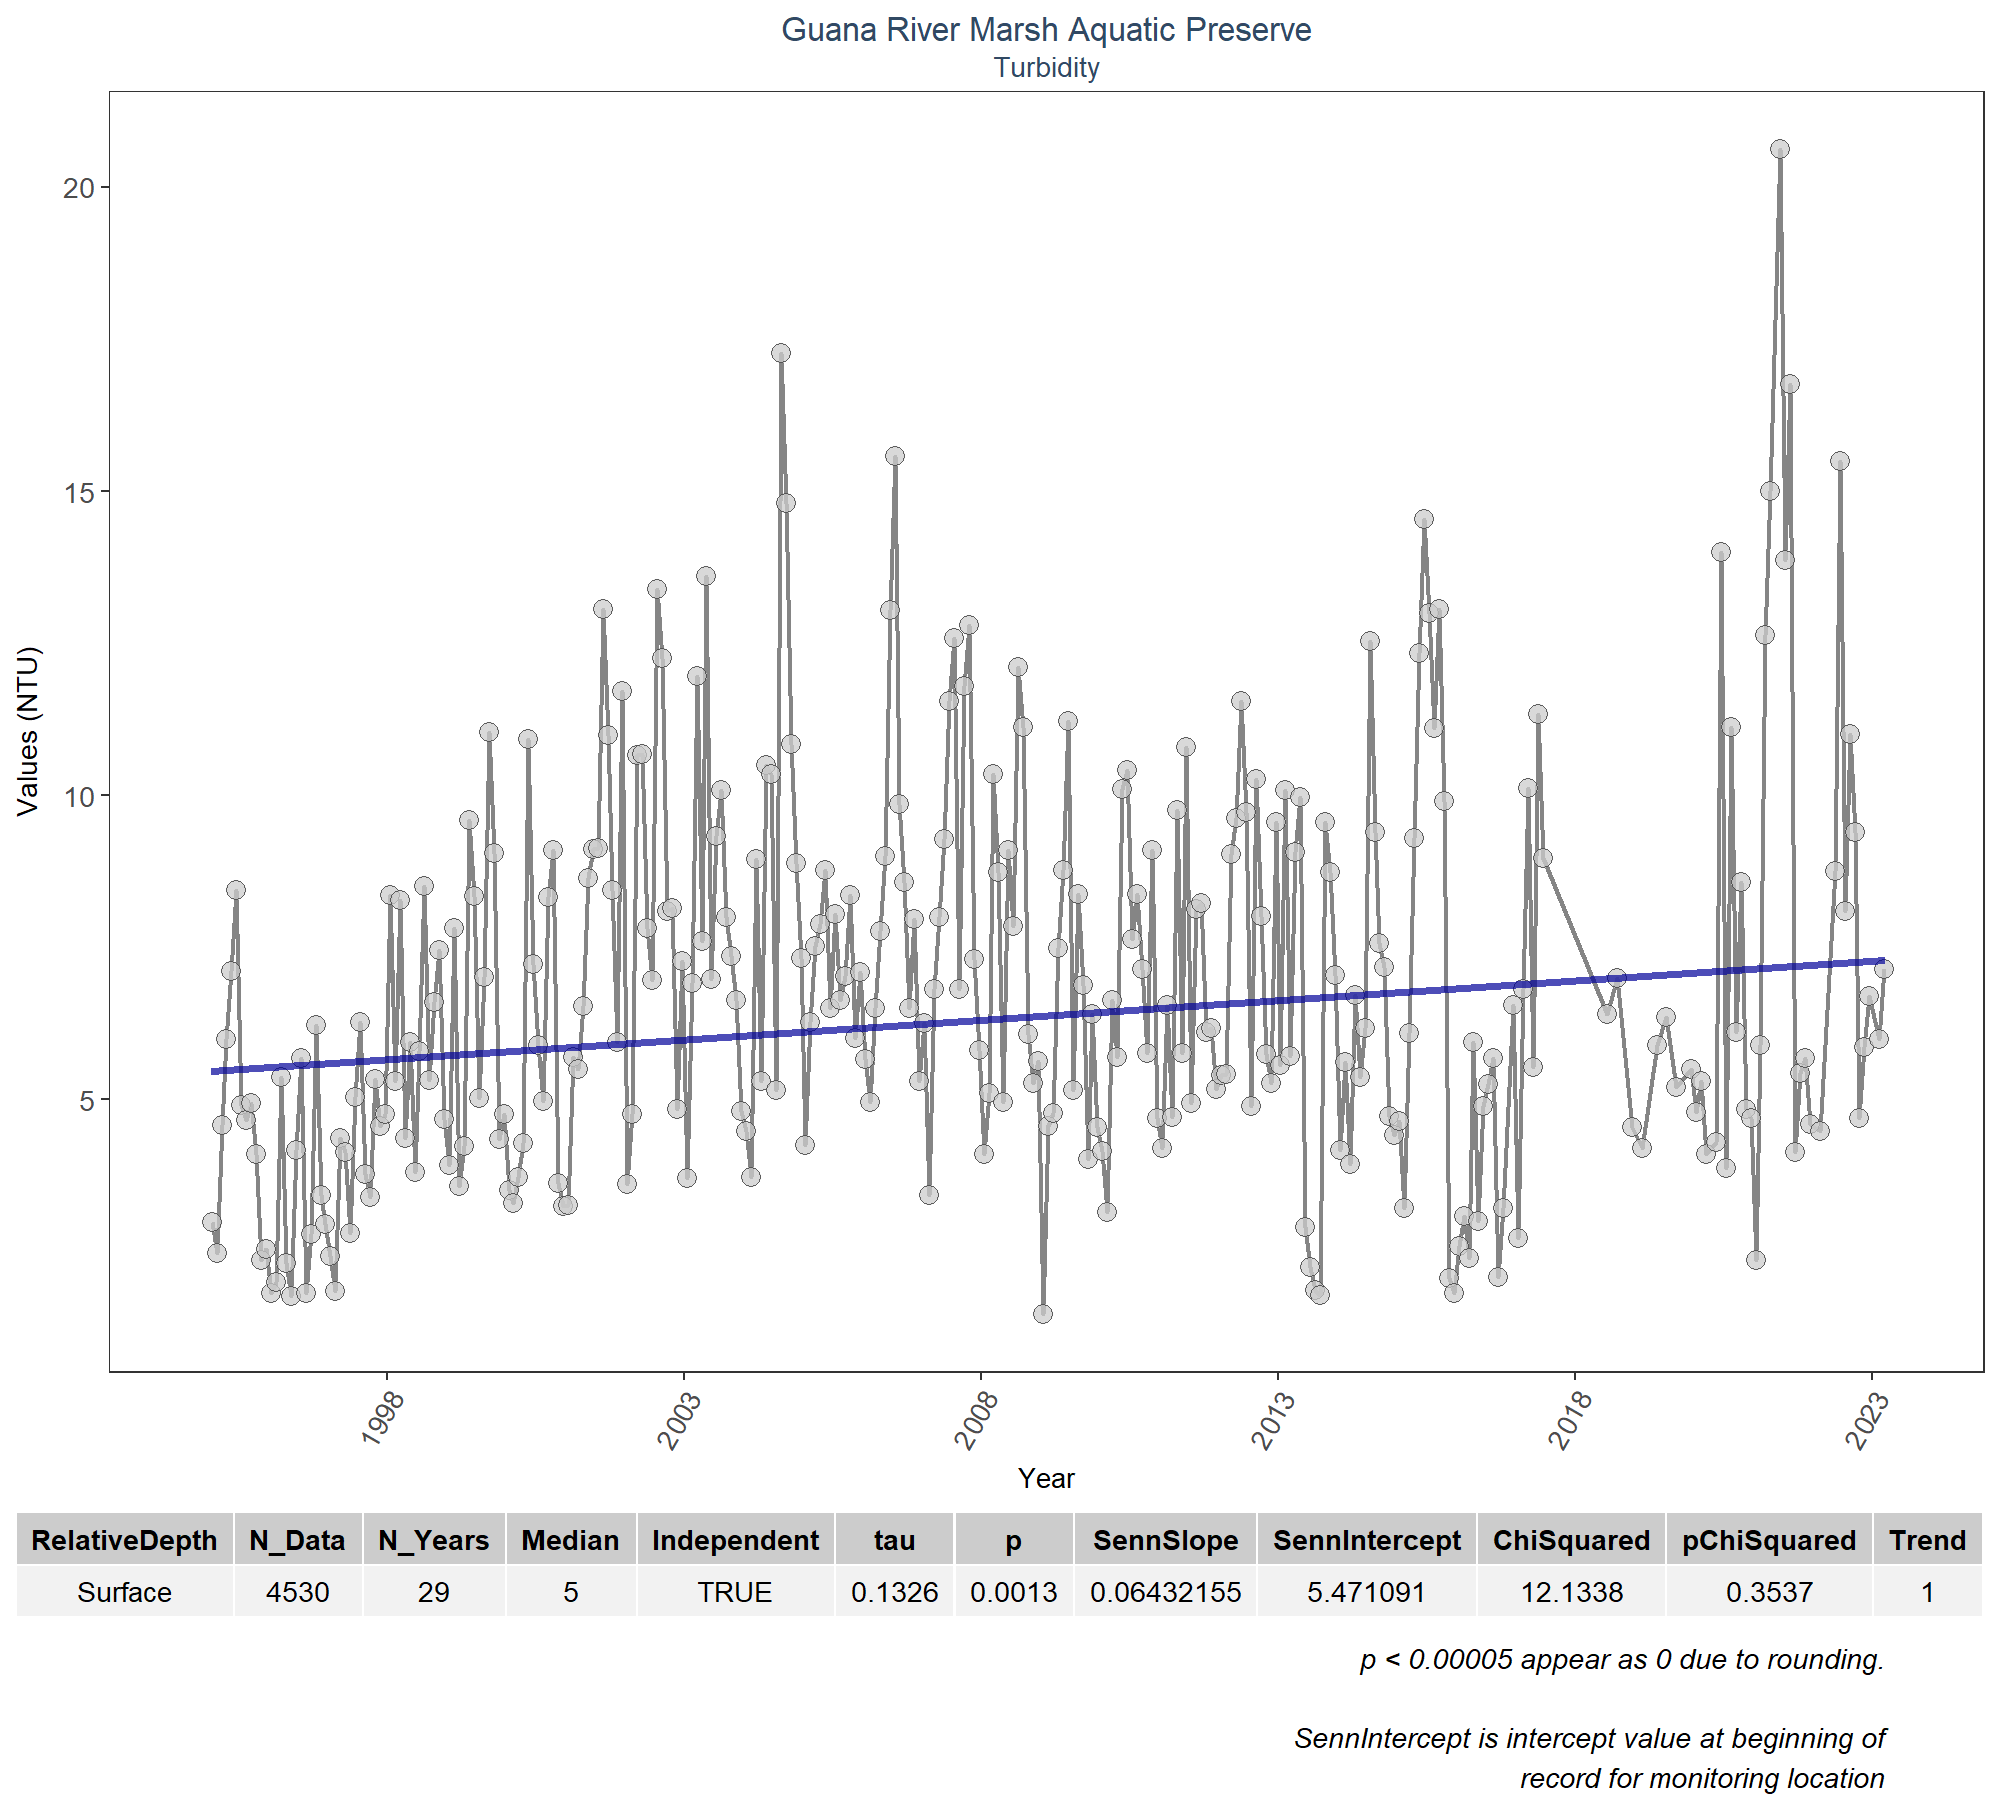 Guana River Marsh Aquatic Preserve
Turbidity
20
15
10
5
Values (NTU)
1998
2003
2008
2013
2018
2023
Year
RelativeDepth N_Data N_Years Median Independent tau p SennSlope SennIntercept ChiSquared pChiSquared Trend
Surface 4530 29 5 TRUE 0.1326 0.0013 0.06432155 5.471091 12.1338 0.3537 1
p < 0.00005 appear as 0 due to rounding.
SennIntercept is intercept value at beginning of
record for monitoring location